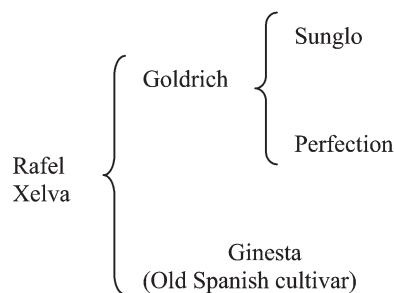 Sunglo
Goldrich
Perfection
Rafel
Xelva
Ginesta
(Old Spanish cultivar)